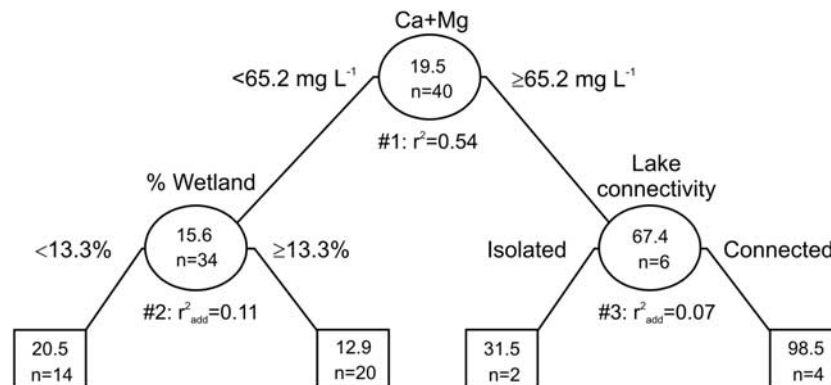 Ca+Mg
<65.2 mg L⁻¹
19.5
n=40
≥65.2 mg L⁻¹
#1: r²=0.54
% Wetland
Lake
connectivity
<13.3%
15.6
n=34
≥13.3%
Isolated
67.4
n=6
Connected
#2: r²add=0.11
#3: r²add=0.07
20.5
n=14
12.9
n=20
31.5
n=2
98.5
n=4